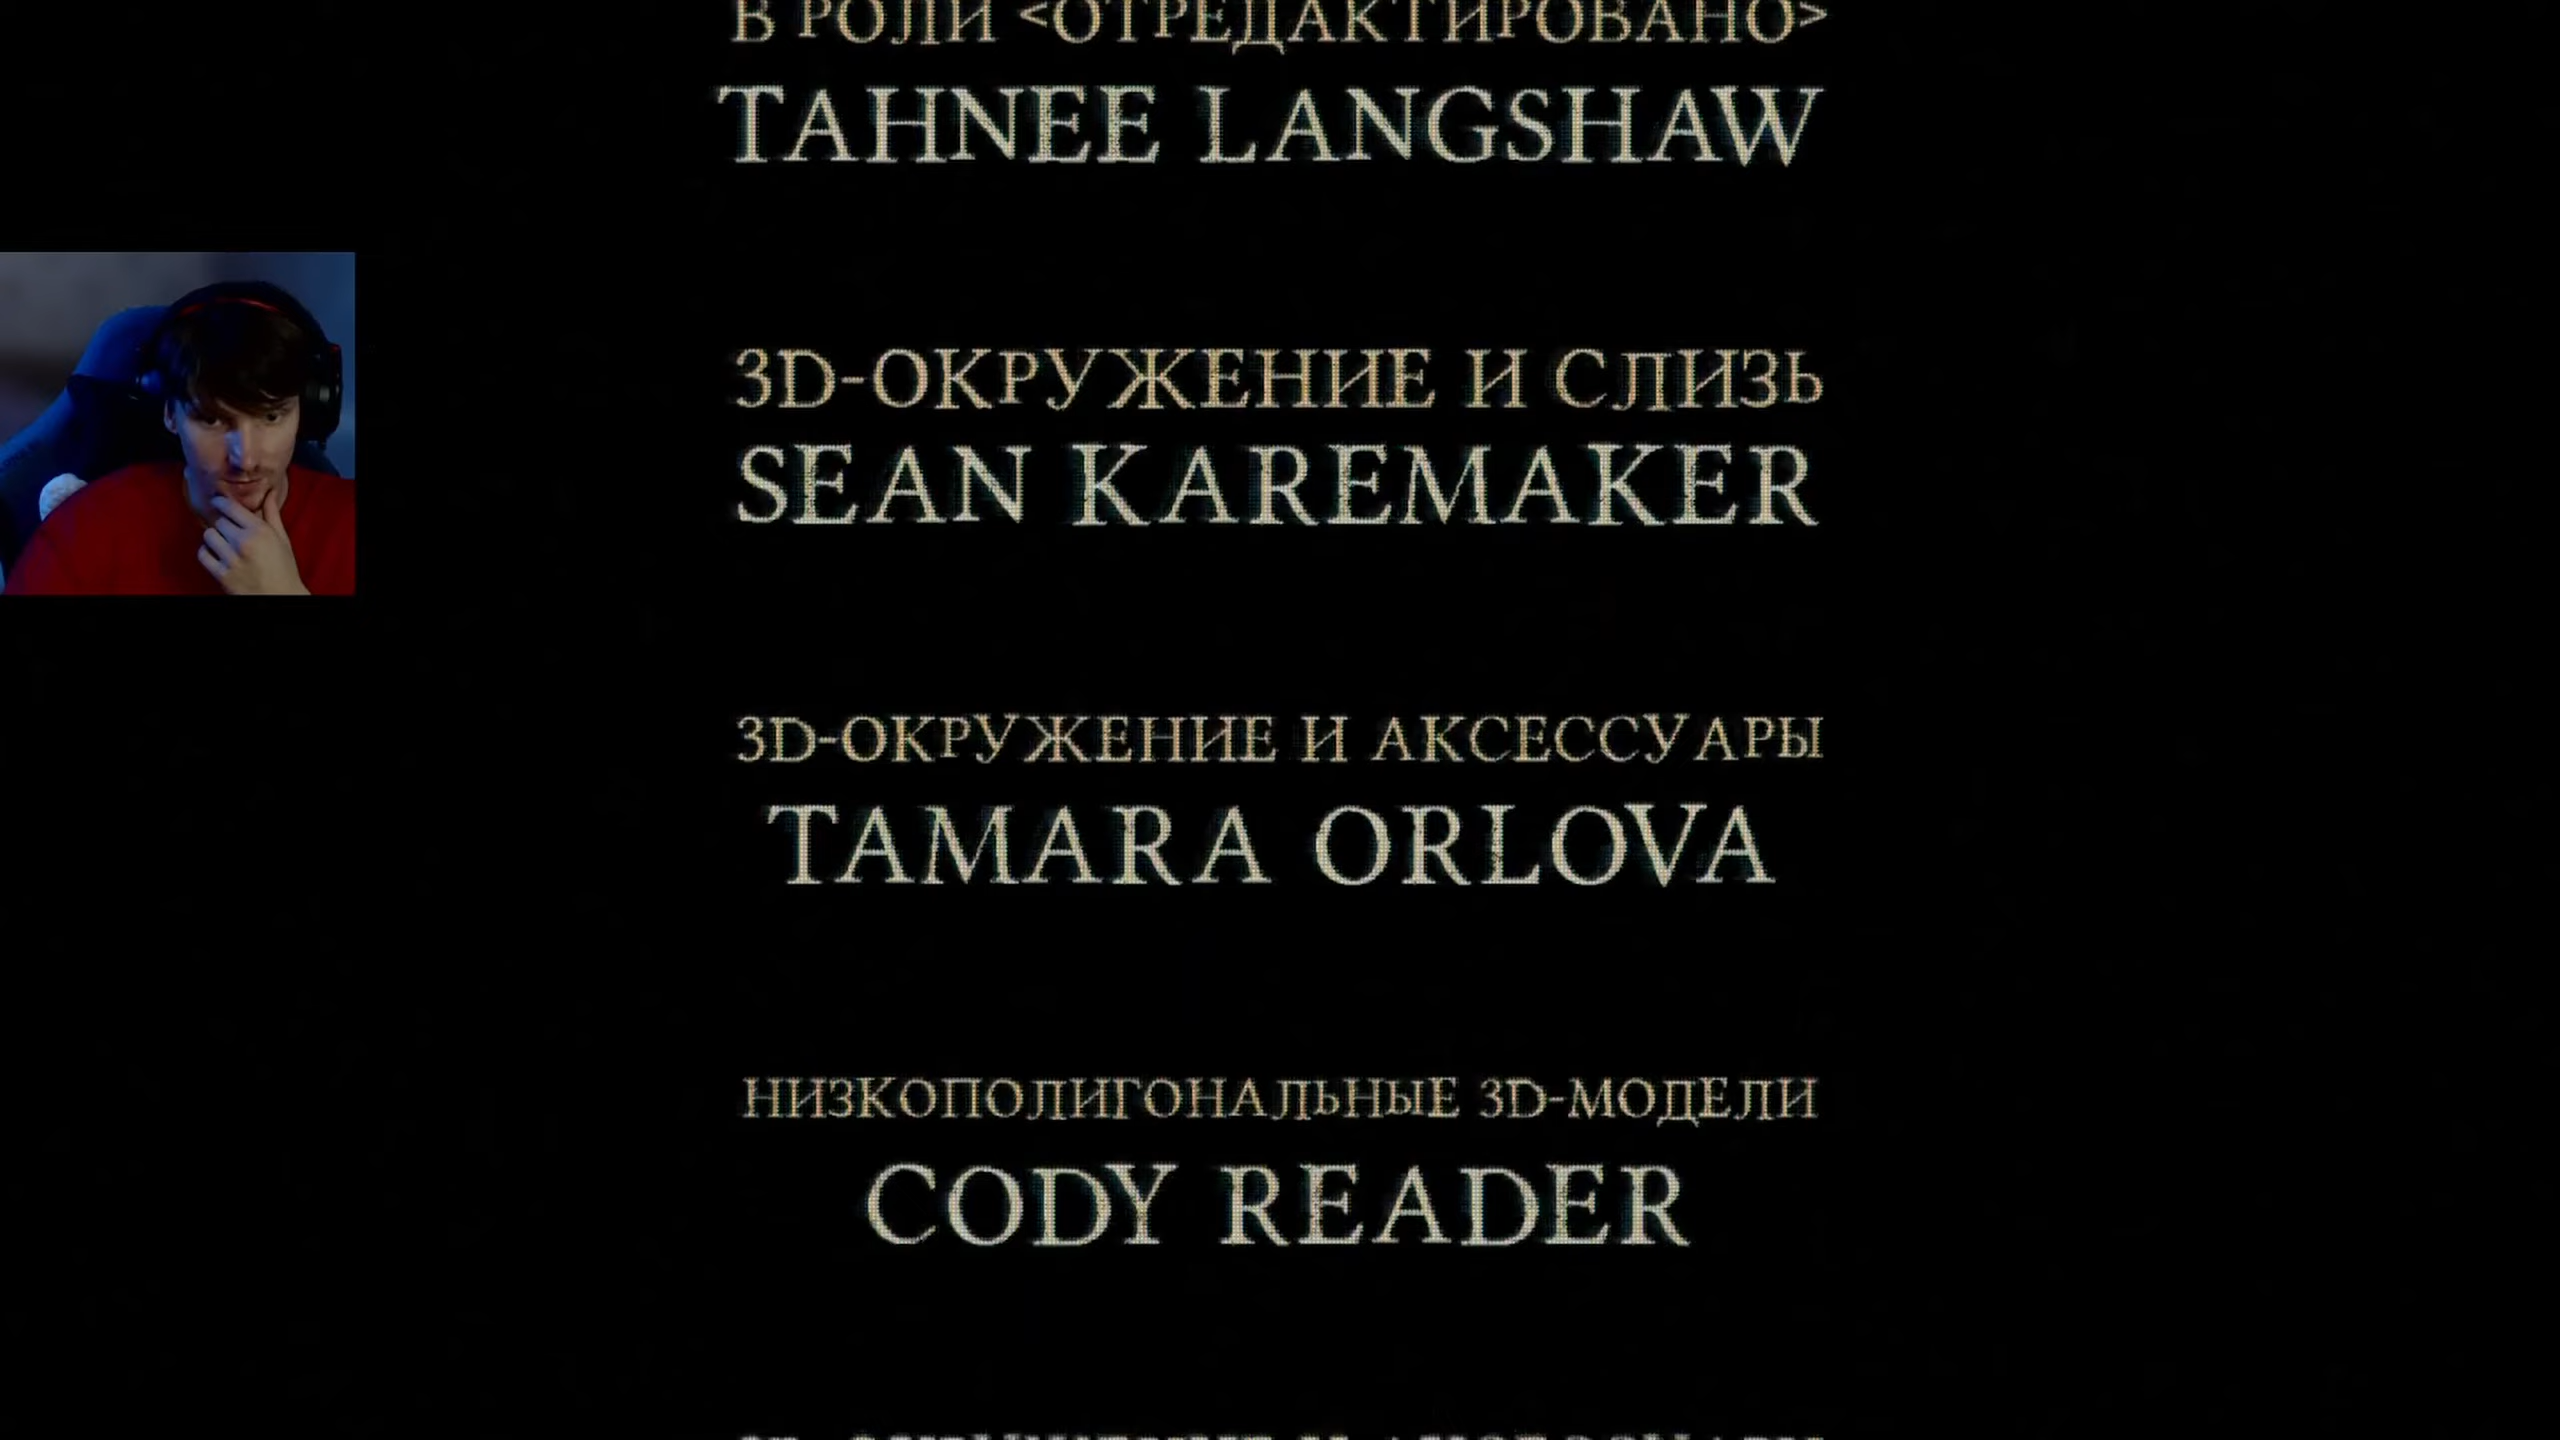 В РОЛИ <ОТРЕДАКТИРОВАНО>
TAHNEE LANGSHAW
3D-ОКРУЖЕНИЕ И СЛИЗЬ
SEAN KAREMAKER
3D-ОКРУЖЕНИЕ И АКСЕССУАРЫ
TAMARA ORLOVA
НИЗКОПОЛИГОНАЛЬНЫЕ 3D-МОДЕЛИ
CODY READER